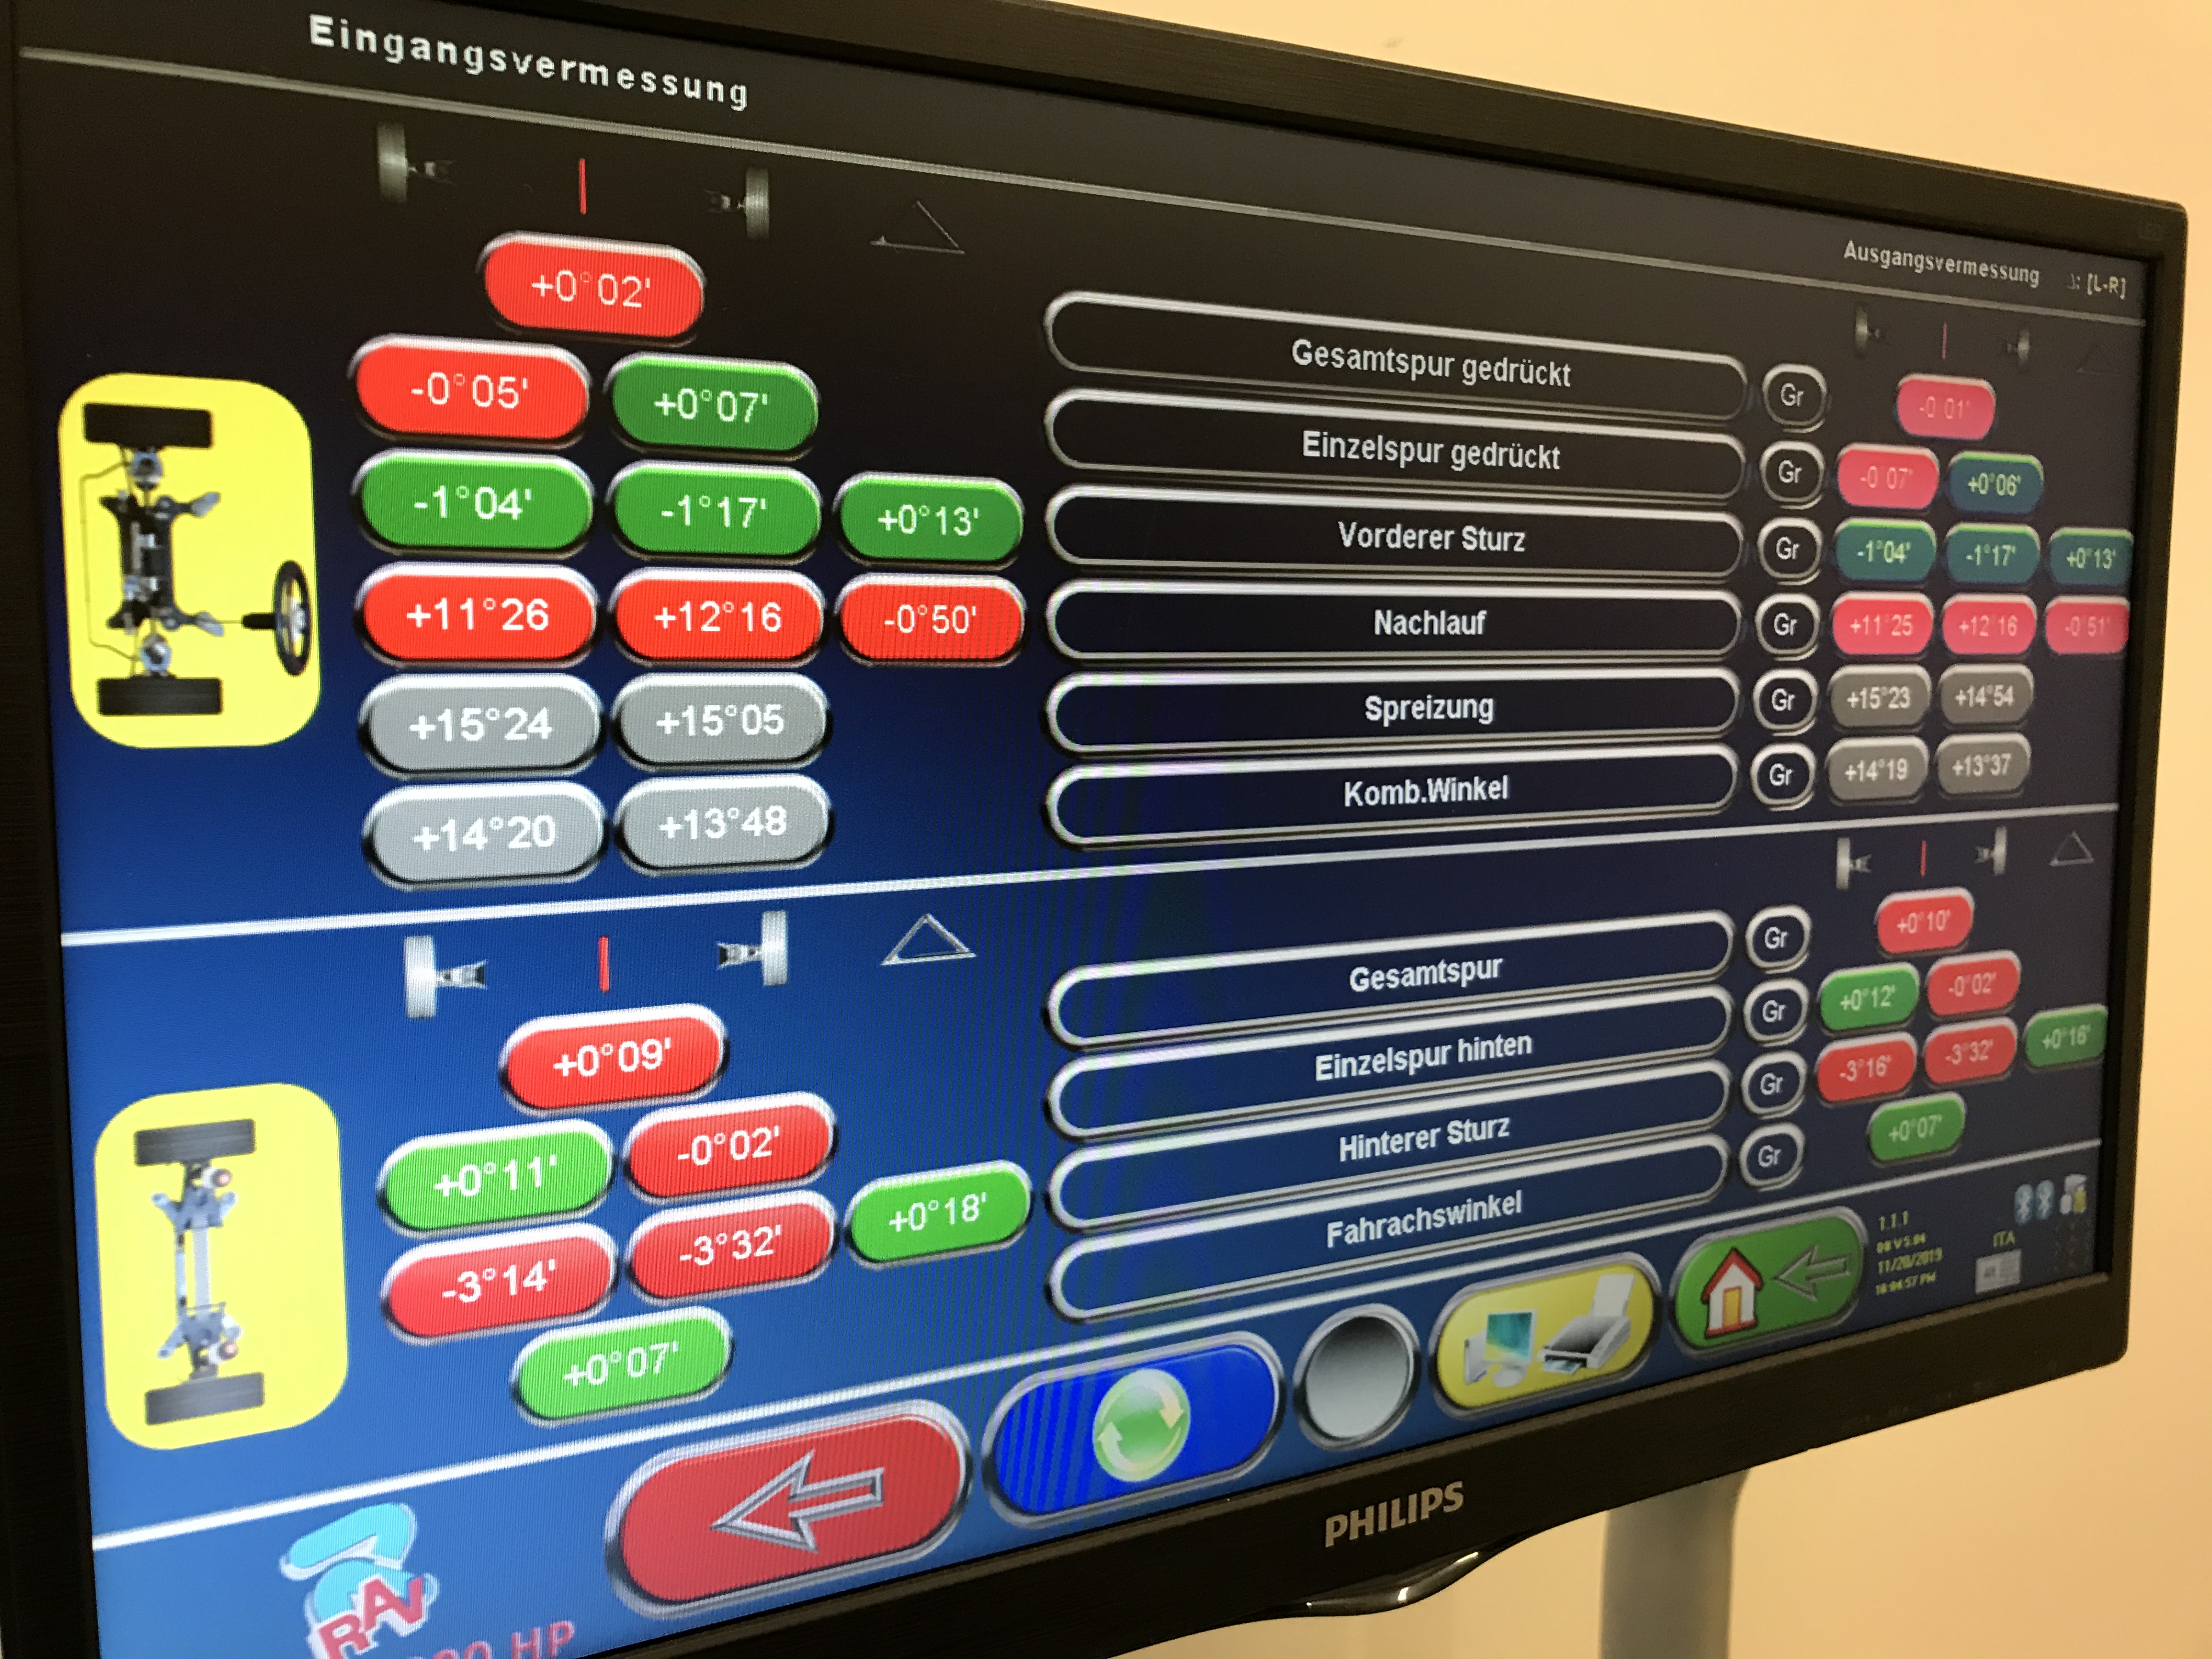 Eingangsvermessung
Ausgangsvermessung [L-R]
+0°02' Gesamtspur gedrückt Gr -0°01'
-0°05' +0°07' Einzelspur gedrückt Gr -0°07' +0°06'
-1°04' -1°17' +0°13' Vorderer Sturz Gr -1°04' -1°17' +0°13'
+11°26 +12°16 -0°50' Nachlauf Gr +11°25 +12°16 -0°51'
+15°24 +15°05 Spreizung Gr +15°23 +14°54
+14°20 +13°48 Komb.Winkel Gr +14°19 +13°37
+0°09' Gesamtspur Gr +0°10'
+0°11' -0°02' Einzelspur hinten Gr +0°12' -0°02'
-3°14' -3°32' +0°18' Hinterer Sturz Gr -3°16' -3°32' +0°16'
+0°07' Fahrachswinkel Gr +0°07'
1.1.1
ITA
11/20/2019
RAV
HP
PHILIPS